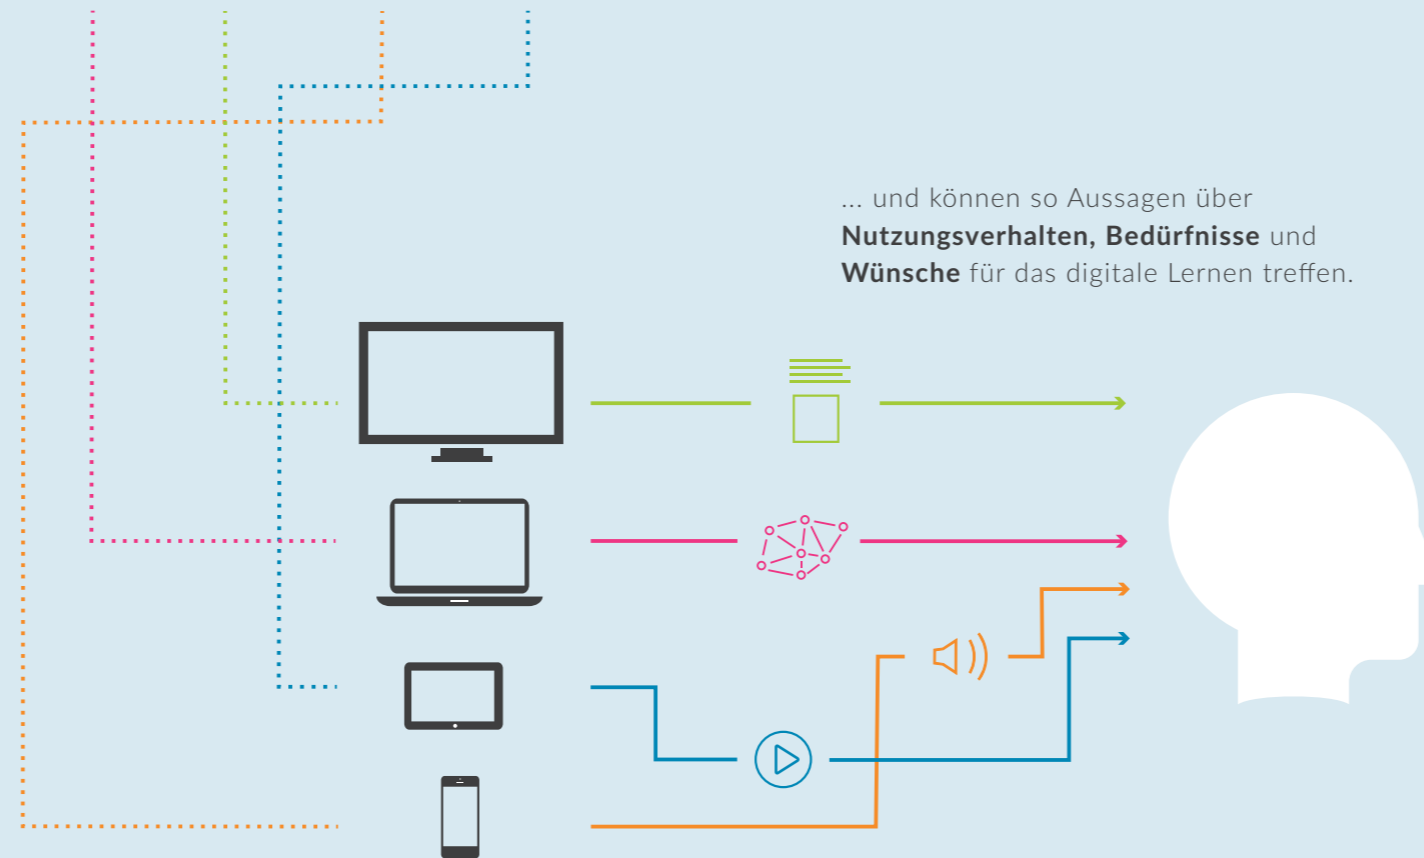 ... und können so Aussagen über
Nutzungsverhalten, Bedürfnisse und
Wünsche für das digitale Lernen treffen.